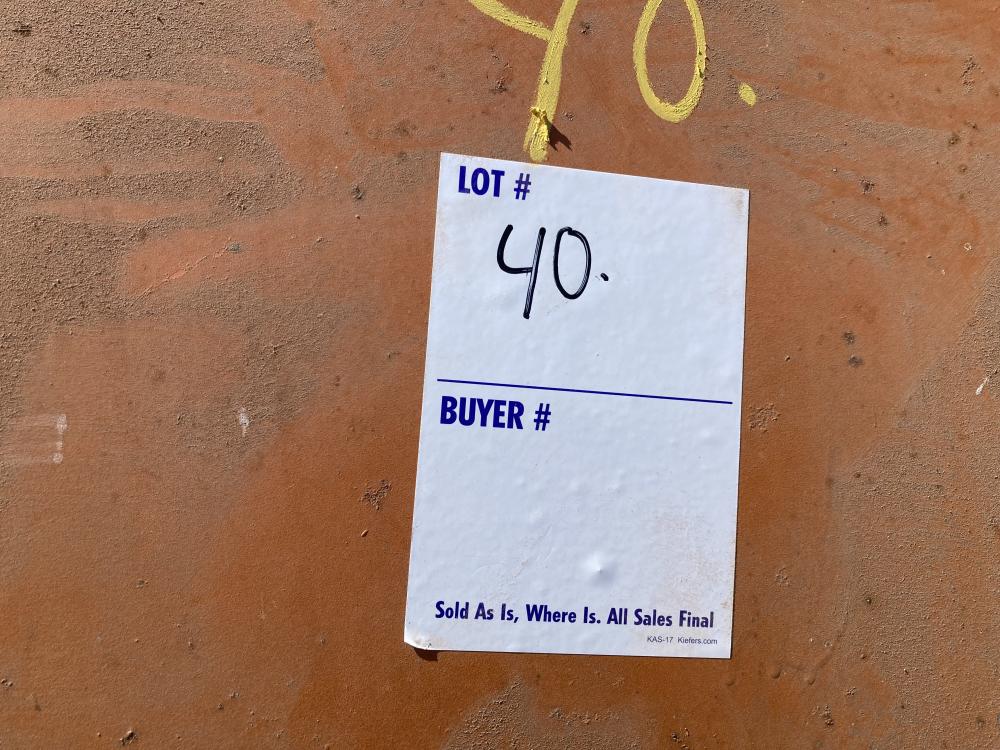 40.
LOT #
40.
BUYER #
Sold As Is, Where Is. All Sales Final
KAS-17 Kiefers.com